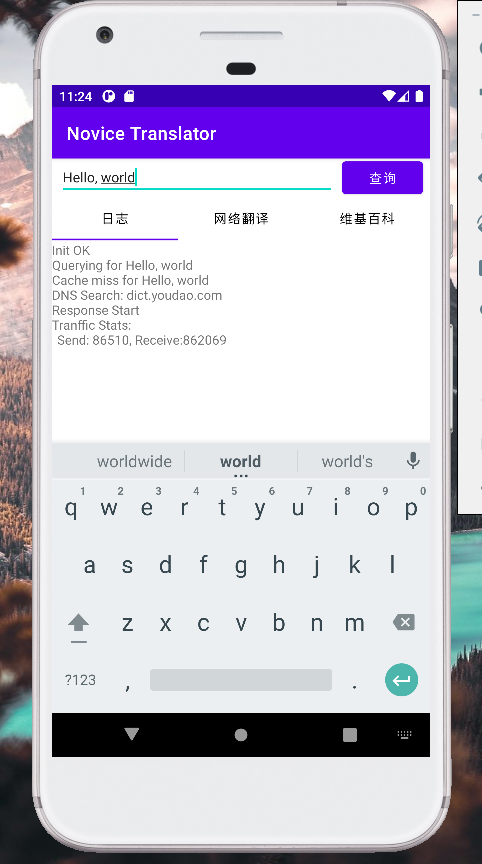 11:24
Novice Translator
Hello, world
查询
日志
网络翻译
维基百科
Init OK
Querying for Hello, world
Cache miss for Hello, world
DNS Search: dict.youdao.com
Response Start
Tranffic Stats:
Send: 86510, Receive:862069
worldwide world world's
1 2 3 4 5 6 7 8 9 0
q w e r t y u i o p
a s d f g h j k l
z x c v b n m
?123 , .